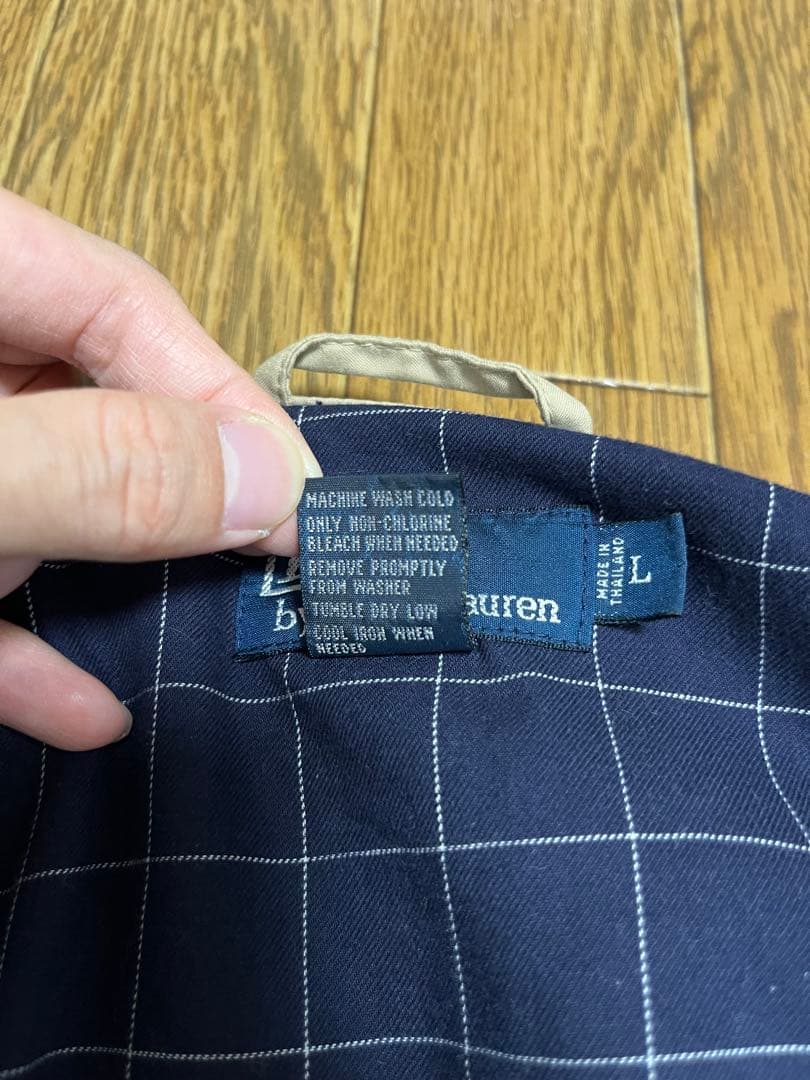 MACHINE WASH COLD
ONLY NON-CHLORINE
BLEACH WHEN NEEDED
REMOVE PROMPTLY
FROM WASHER
TUMBLE DRY LOW
COOL IRON WHEN
NEEDED
by auren
MADE IN
THAILAND
L